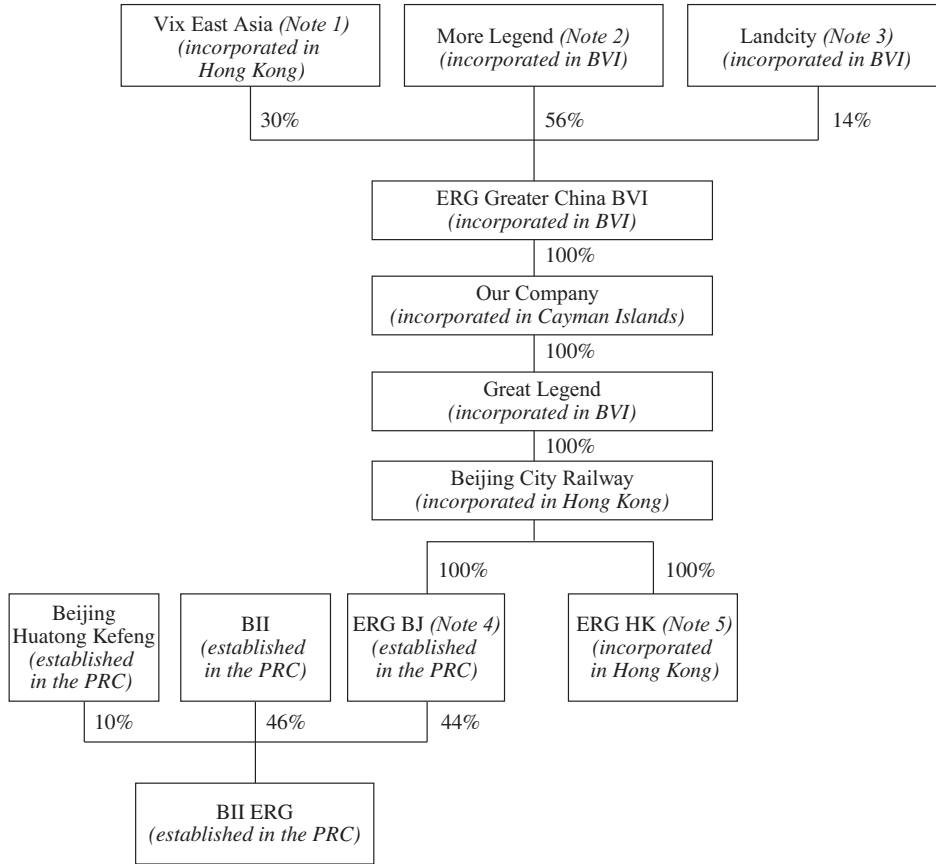 Vix East Asia (Note 1)
(incorporated in
Hong Kong)
More Legend (Note 2)
(incorporated in BVI)
Landcity (Note 3)
(incorporated in BVI)
30%
56%
14%
ERG Greater China BVI
(incorporated in BVI)
100%
Our Company
(incorporated in Cayman Islands)
100%
Great Legend
(incorporated in BVI)
100%
Beijing City Railway
(incorporated in Hong Kong)
100%
100%
Beijing
Huatong Kefeng
(established
in the PRC)
BII
(established
in the PRC)
ERG BJ (Note 4)
(established
in the PRC)
ERG HK (Note 5)
(incorporated
in Hong Kong)
10%
46%
44%
BII ERG
(established in the PRC)